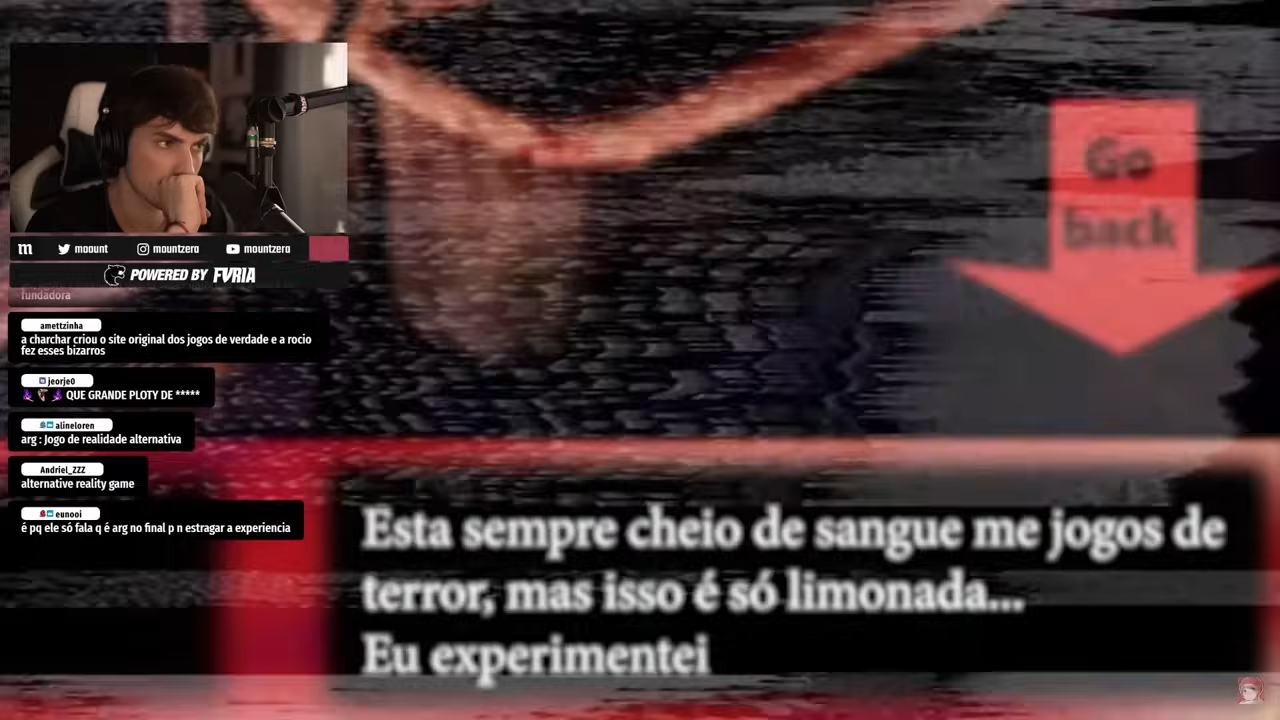 m maount mountzera mountzera
POWERED BY FVRIA
fundadora
amettzinha
a charchar criou o site original dos jogos de verdade e a rocio
fez esses bizarros
jeorje0
QUE GRANDE PLOTY DE *****
alineloren
arg : Jogo de realidade alternativa
Andriel_ZZZ
alternative reality game
eunooi
é pq ele só fala q é arg no final p n estragar a experiencia
Go
back
Esta sempre cheio de sangue me jogos de
terror, mas isso é só limonada...
Eu experimentei